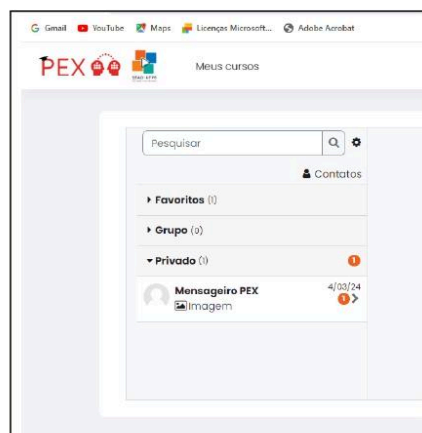 Gmail YouTube Maps Licenças Microsoft... Adobe Acrobat
PEX Meus cursos
Pesquisar
Contatos
Favoritos (1)
Grupo (0)
Privado (1) 1
Mensageiro PEX 4/03/24
Imagem 1